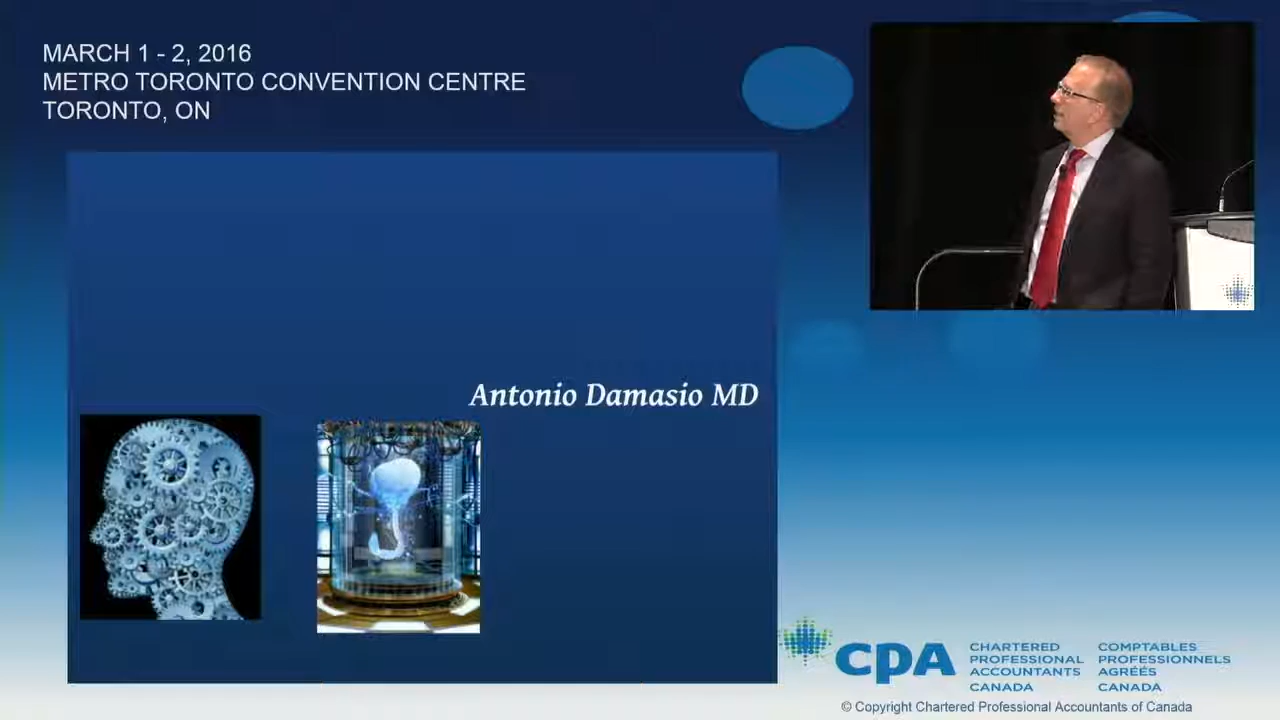 MARCH 1 - 2, 2016
METRO TORONTO CONVENTION CENTRE
TORONTO, ON
Antonio Damasio MD
CPA
CHARTERED
PROFESSIONAL
ACCOUNTANTS
CANADA
COMPTABLES
PROFESSIONNELS
AGRÉÉS
CANADA
© Copyright Chartered Professional Accountants of Canada